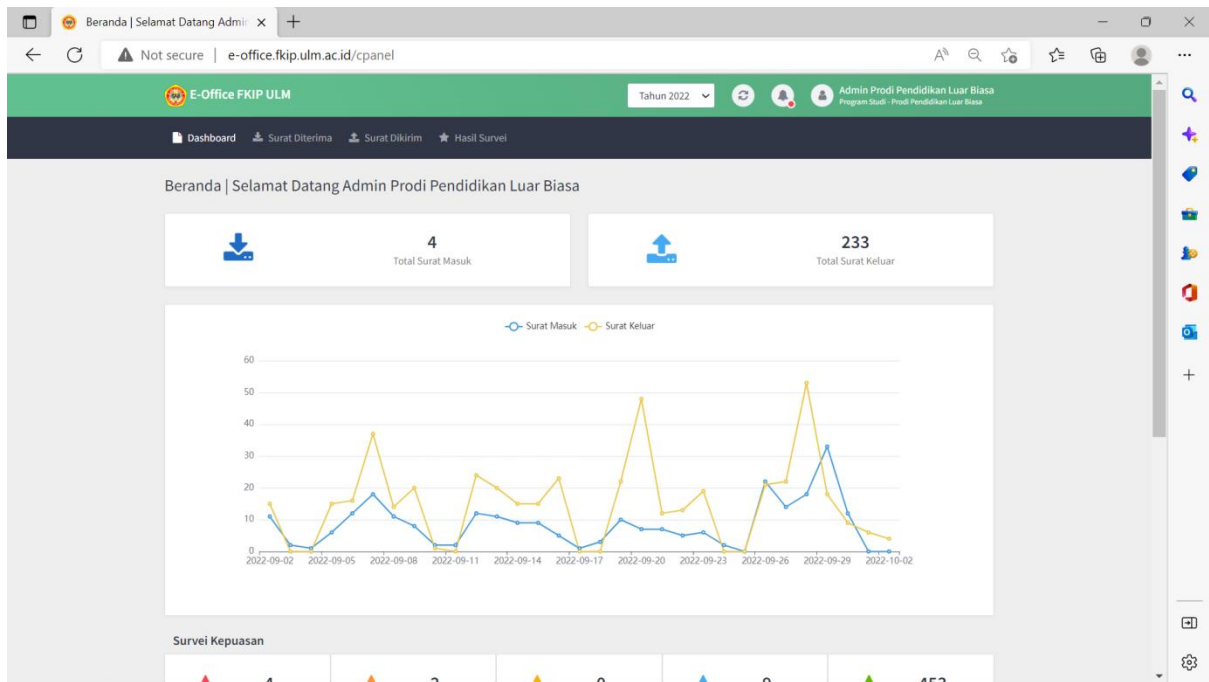 Beranda | Selamat Datang Admin
Not secure | e-office.fkip.ulm.ac.id/cpanel
E-Office FKIP ULM
Tahun 2022
Admin Prodi Pendidikan Luar Biasa
Program Studi - Prodi Pendidikan Luar Biasa
Dashboard Surat Diterima Surat Dikirim Hasil Survei
Beranda | Selamat Datang Admin Prodi Pendidikan Luar Biasa
4
Total Surat Masuk
233
Total Surat Keluar
Surat Masuk Surat Keluar
60
50
40
30
20
10
0
2022-09-02 2022-09-05 2022-09-08 2022-09-11 2022-09-14 2022-09-17 2022-09-20 2022-09-23 2022-09-26 2022-09-29 2022-10-02
Survei Kepuasan